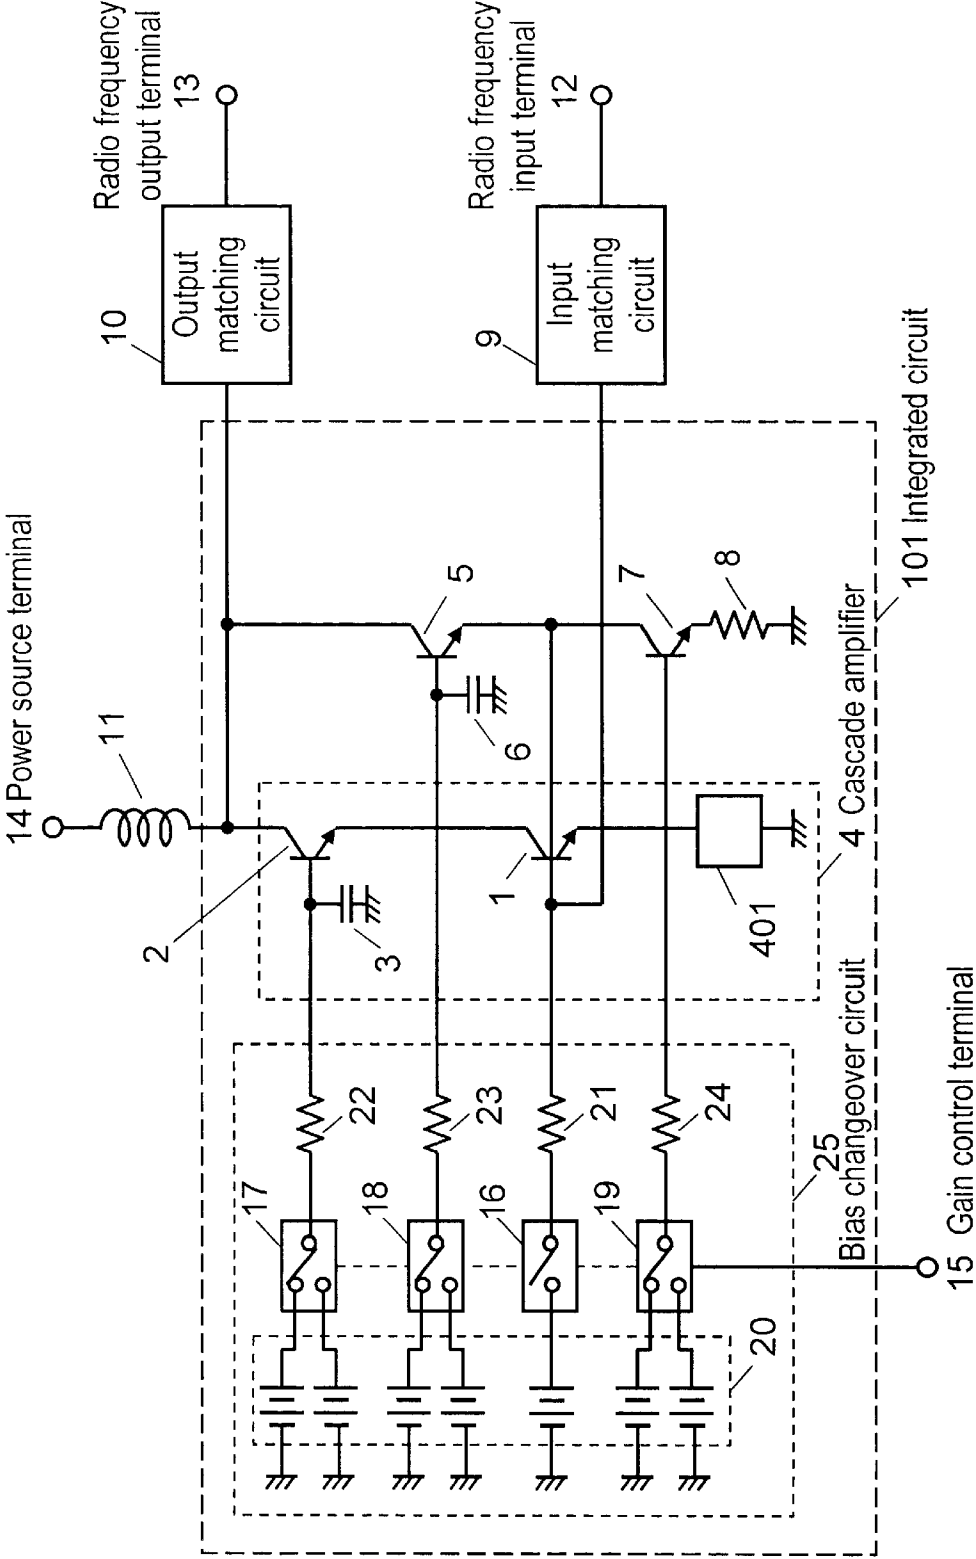 14 Power source terminal
11
10
Output
matching
circuit
Radio frequency
output terminal
13
9
Input
matching
circuit
Radio frequency
input terminal
12
2
3
1
401
4 Cascade amplifier
5
6
7
8
101 Integrated circuit
17
18
16
19
22
23
21
24
20
25
Bias changeover circuit
15 Gain control terminal